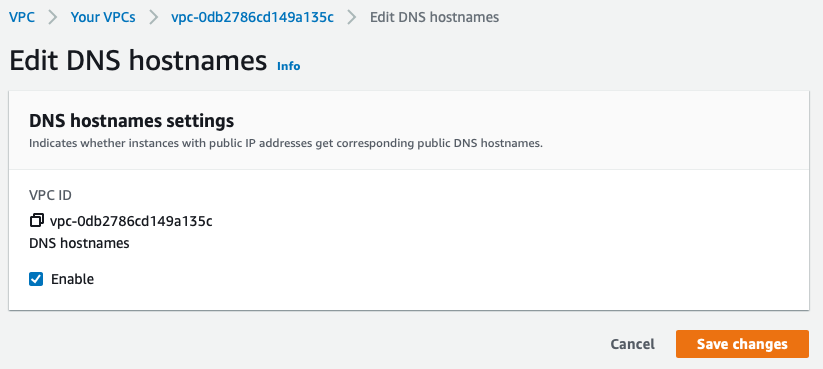 VPC > Your VPCs > vpc-0db2786cd149a135c > Edit DNS hostnames
Edit DNS hostnames Info
DNS hostnames settings
Indicates whether instances with public IP addresses get corresponding public DNS hostnames.
VPC ID
vpc-0db2786cd149a135c
DNS hostnames
Enable
Cancel Save changes